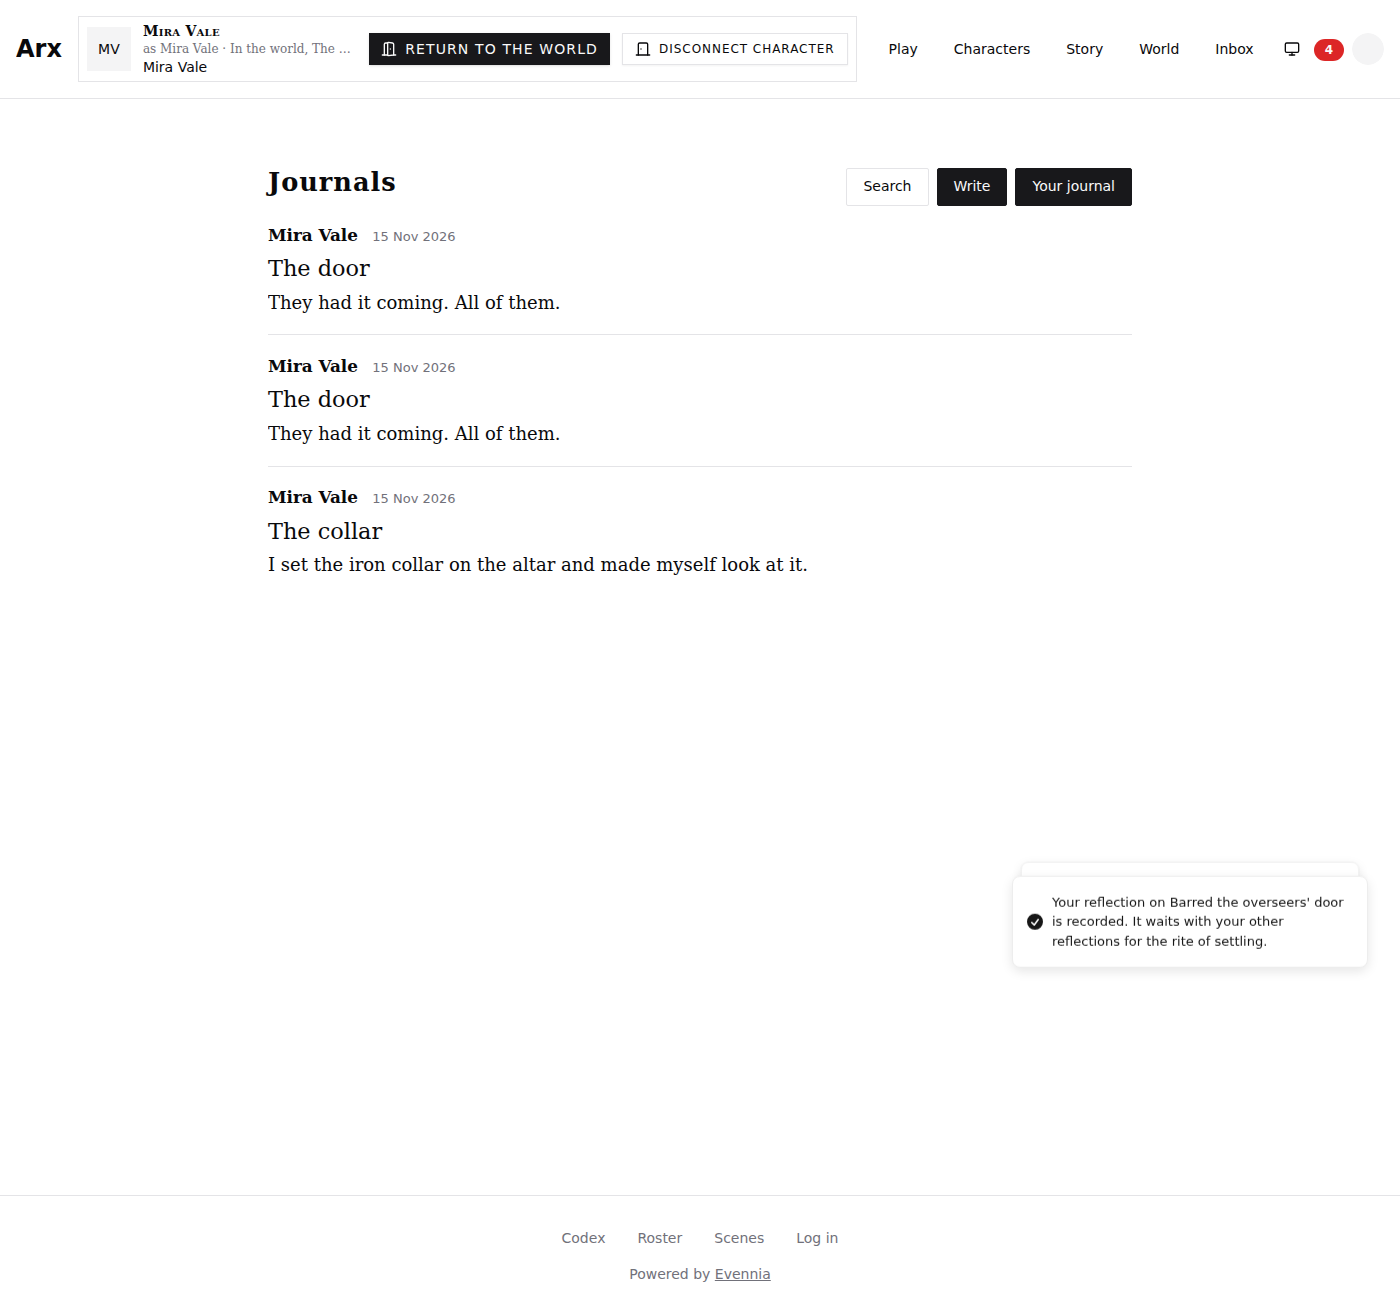 Arx
MV
Mira Vale
as Mira Vale · In the world, The ...
Mira Vale
RETURN TO THE WORLD
DISCONNECT CHARACTER
Play
Characters
Story
World
Inbox
4
Journals
Search
Write
Your journal
Mira Vale 15 Nov 2026
The door
They had it coming. All of them.
Mira Vale 15 Nov 2026
The door
They had it coming. All of them.
Mira Vale 15 Nov 2026
The collar
I set the iron collar on the altar and made myself look at it.
Your reflection on Barred the overseers' door
is recorded. It waits with your other
reflections for the rite of settling.
Codex
Roster
Scenes
Log in
Powered by Evennia